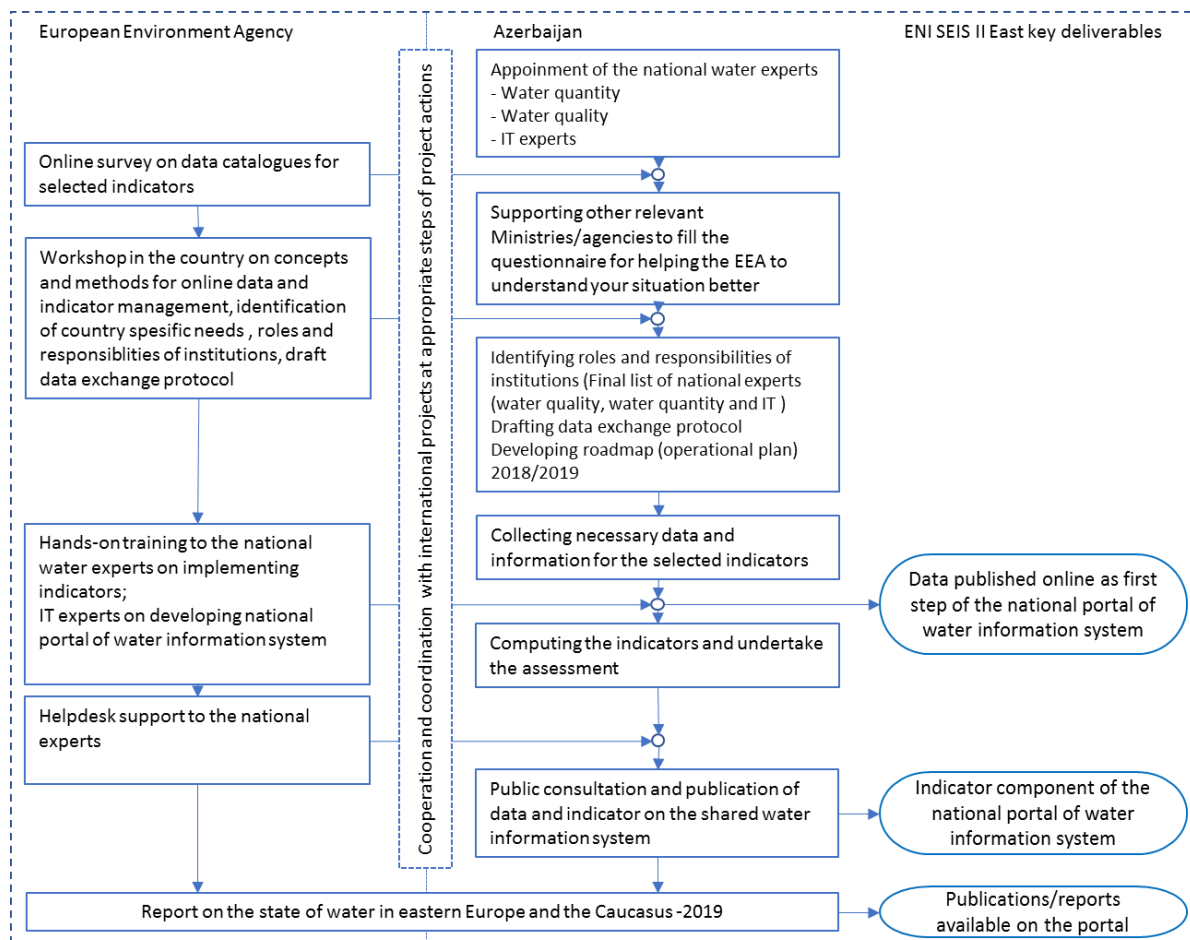 European Environment Agency
Azerbaijan
ENI SEIS II East key deliverables
Cooperation and coordination with international projects at appropriate steps of project actions
Appoinment of the national water experts
- Water quantity
- Water quality
- IT experts
Online survey on data catalogues for
selected indicators
Supporting other relevant
Ministries/agencies to fill the
questionnaire for helping the EEA to
understand your situation better
Workshop in the country on concepts
and methods for online data and
indicator management, identification
of country spesific needs , roles and
responsiblities of institutions, draft
data exchange protocol
Identifying roles and responsibilities of
institutions (Final list of national experts
(water quality, water quantity and IT )
Drafting data exchange protocol
Developing roadmap (operational plan)
2018/2019
Hands-on training to the national
water experts on implementing
indicators;
IT experts on developing national
portal of water information system
Collecting necessary data and
information for the selected indicators
Data published online as first
step of the national portal of
water information system
Computing the indicators and undertake
the assessment
Helpdesk support to the national
experts
Public consultation and publication of
data and indicator on the shared water
information system
Indicator component of the
national portal of water
information system
Report on the state of water in eastern Europe and the Caucasus -2019
Publications/reports
available on the portal